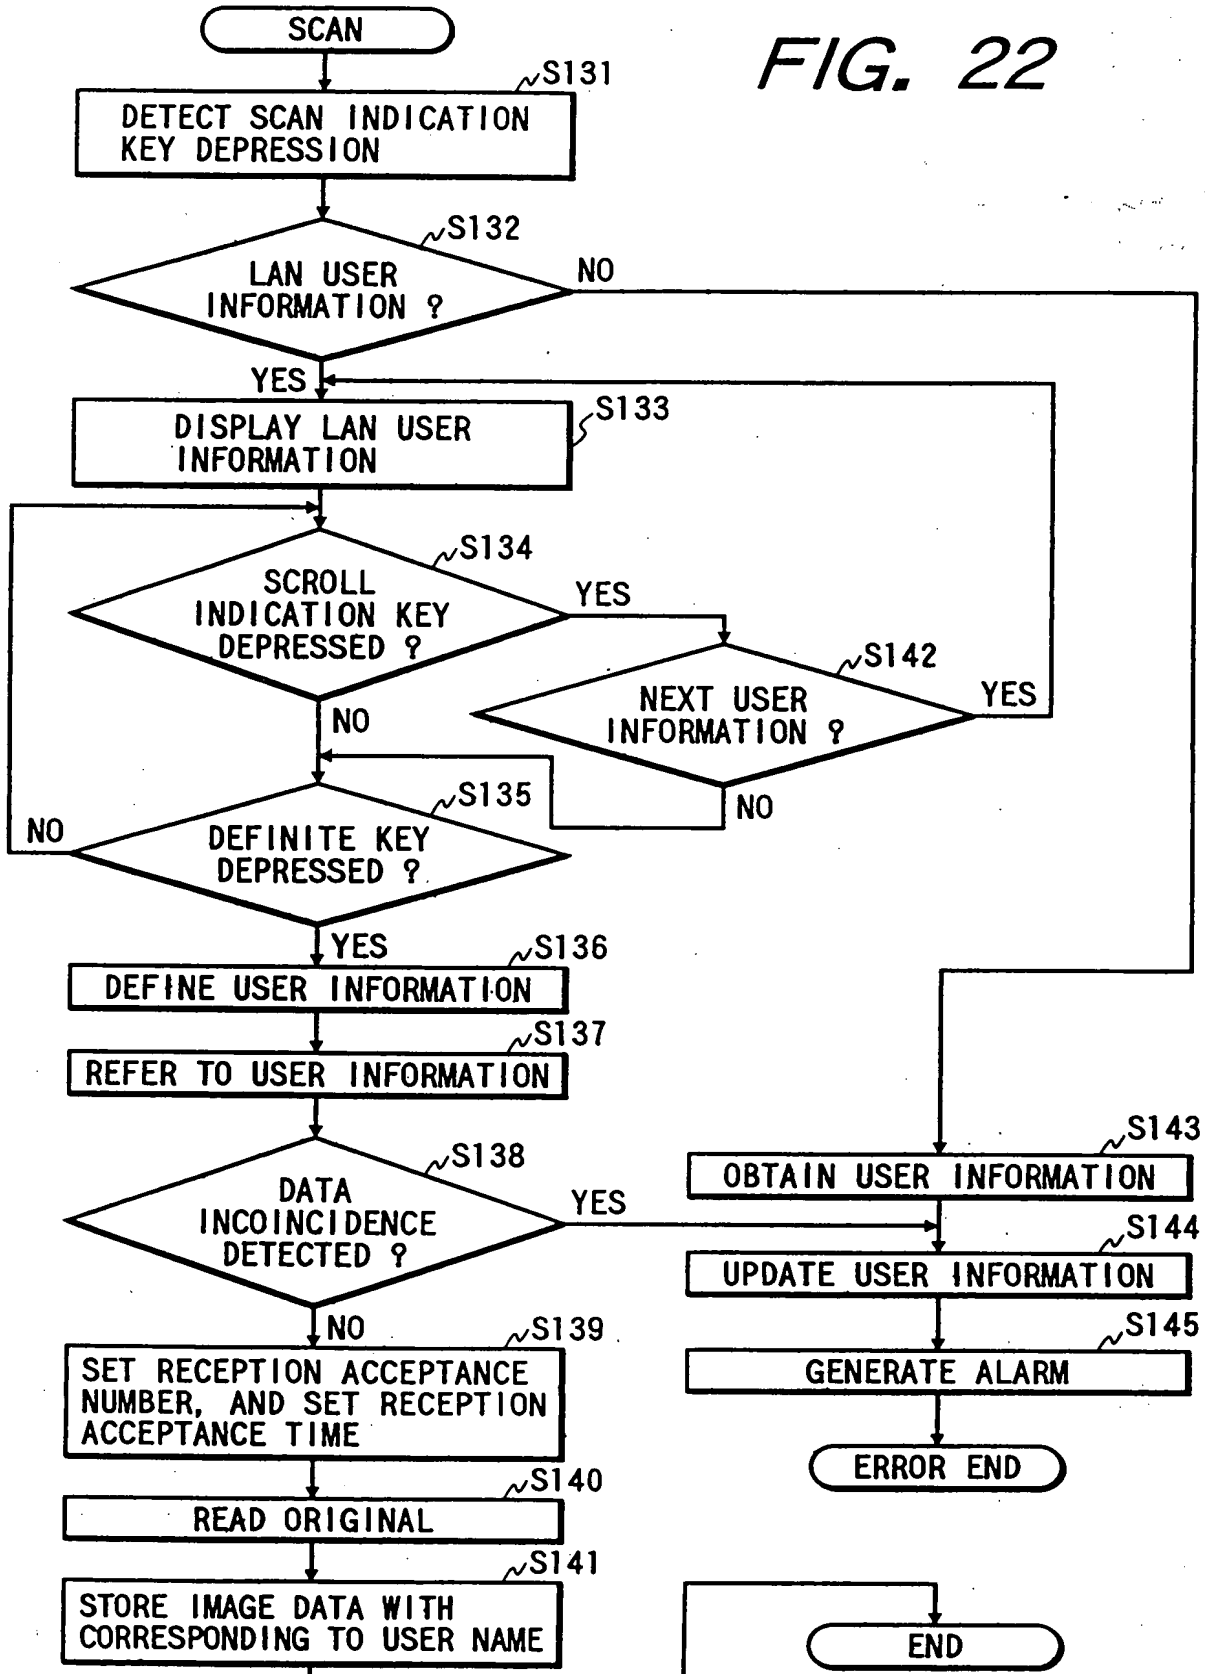 FIG. 22
SCAN
S131
DETECT SCAN INDICATION
KEY DEPRESSION
S132
LAN USER
INFORMATION ?
NO
YES
S133
DISPLAY LAN USER
INFORMATION
S134
SCROLL
INDICATION KEY
DEPRESSED ?
YES
NO
S142
NEXT USER
INFORMATION ?
YES
NO
S135
DEFINITE KEY
DEPRESSED ?
NO
YES
S136
DEFINE USER INFORMATION
S137
REFER TO USER INFORMATION
S138
DATA
INCOINCIDENCE
DETECTED ?
YES
NO
S143
OBTAIN USER INFORMATION
S144
UPDATE USER INFORMATION
S145
GENERATE ALARM
ERROR END
S139
SET RECEPTION ACCEPTANCE
NUMBER, AND SET RECEPTION
ACCEPTANCE TIME
S140
READ ORIGINAL
S141
STORE IMAGE DATA WITH
CORRESPONDING TO USER NAME
END